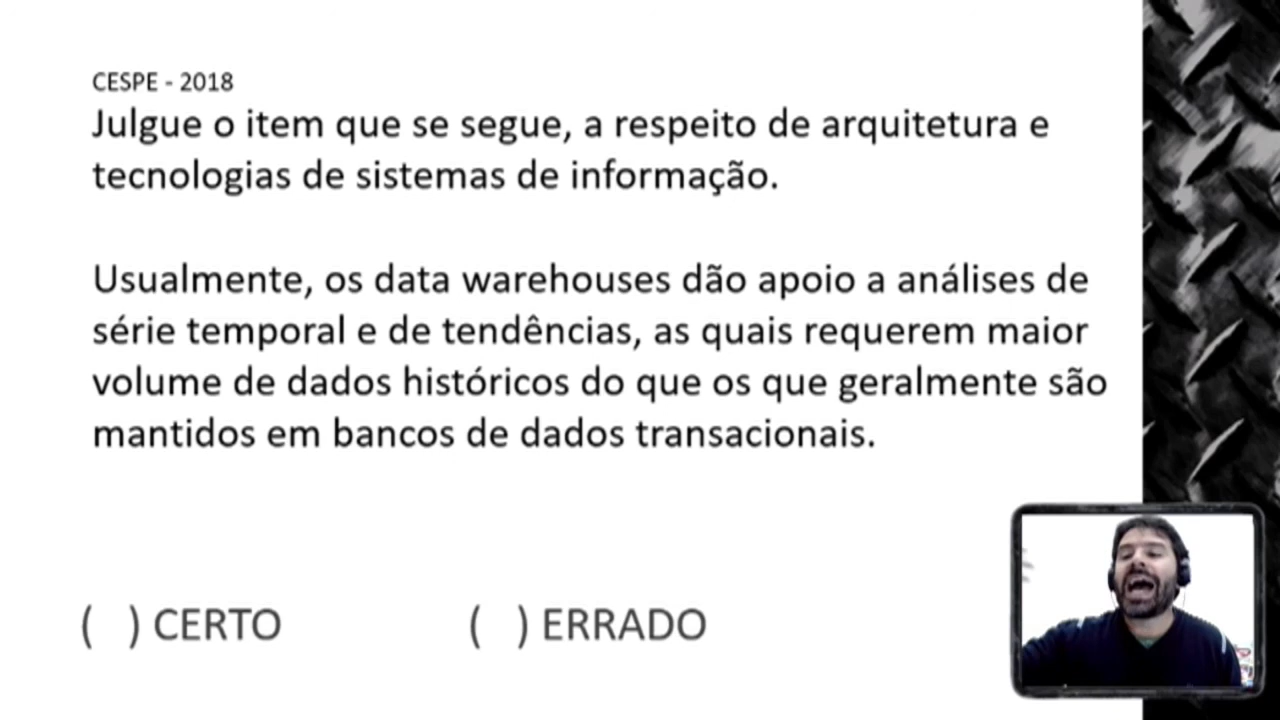 CESPE - 2018
Julgue o item que se segue, a respeito de arquitetura e
tecnologias de sistemas de informação.
Usualmente, os data warehouses dão apoio a análises de
série temporal e de tendências, as quais requerem maior
volume de dados históricos do que os que geralmente são
mantidos em bancos de dados transacionais.
( ) CERTO ( ) ERRADO